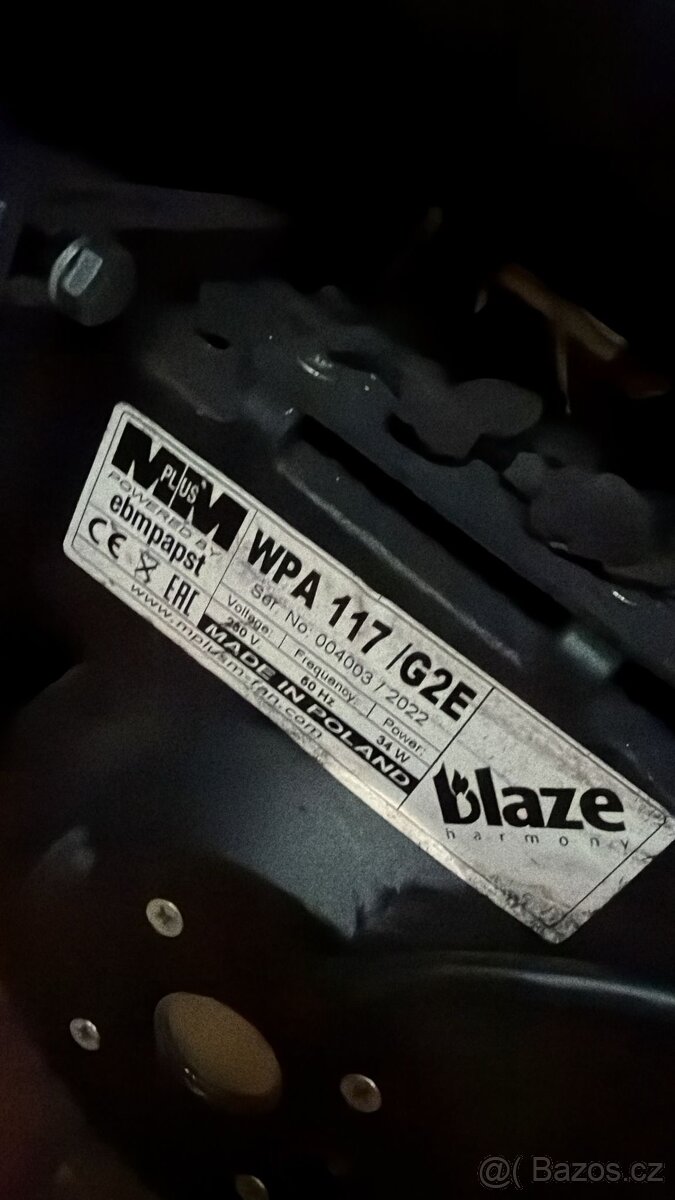 M PLUS M
POWERED BY
ebmpapst
CE EAC
WPA 117 /G2E
Ser. No: 004003 / 2022
Voltage: Frequency: Power:
230 V 50 Hz 34 W
MADE IN POLAND
www.mplusm-fan.com
blaze
harmony
@( Bazos.cz